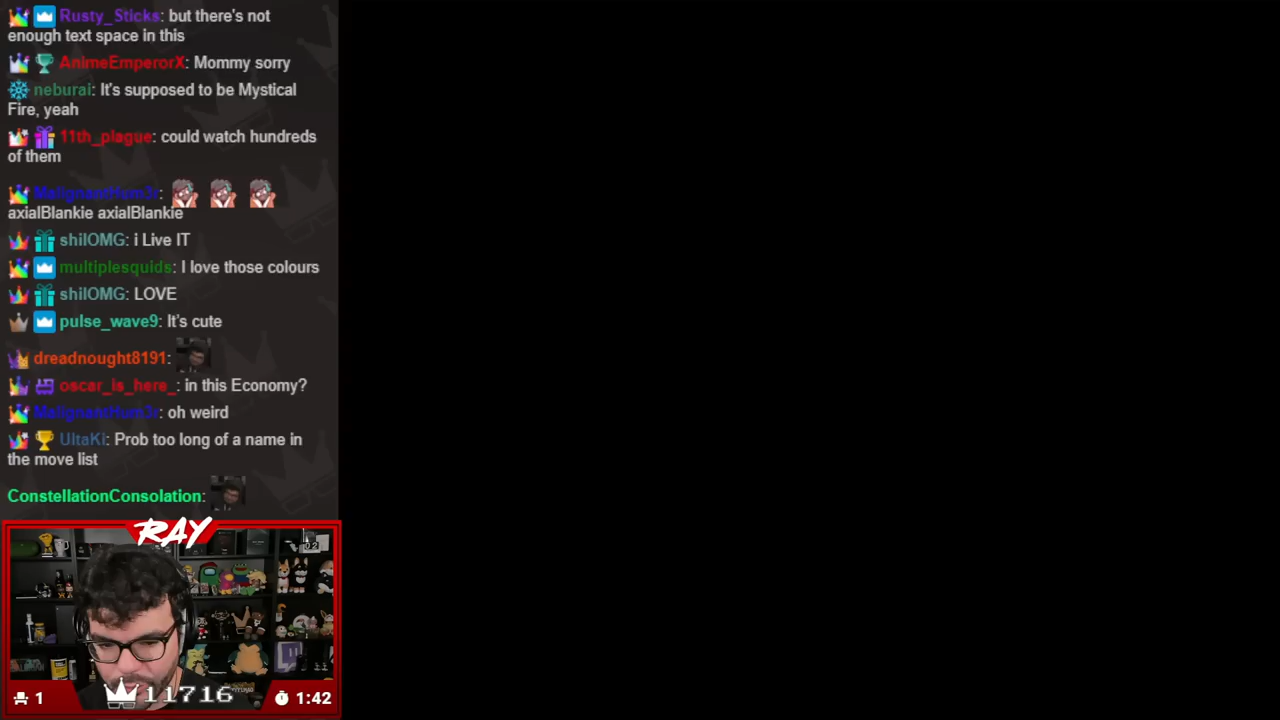 Rusty_Sticks: but there's not
enough text space in this
AnimeEmperorX: Mommy sorry
neburai: It's supposed to be Mystical
Fire, yeah
11th_plague: could watch hundreds
of them
MalignantHum3r:
axialBlankie axialBlankie
shilOMG: i Live IT
multiplesquids: I love those colours
shilOMG: LOVE
pulse_wave9: It's cute
dreadnought8191:
oscar_is_here_: in this Economy?
MalignantHum3r: oh weird
UltaKi: Prob too long of a name in
the move list
ConstellationConsolation:
RAY
1
11716
1:42